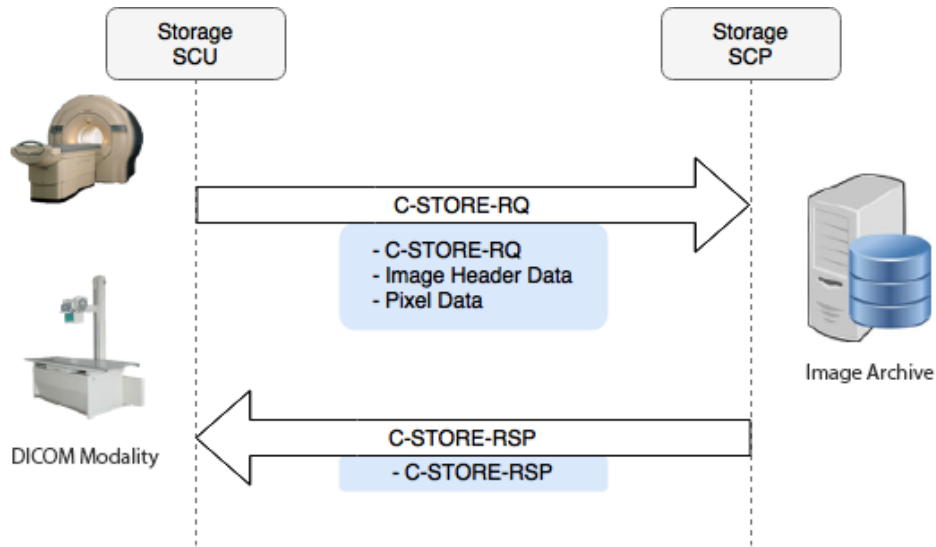 Storage
SCU
Storage
SCP
C-STORE-RQ
- C-STORE-RQ
- Image Header Data
- Pixel Data
Image Archive
C-STORE-RSP
- C-STORE-RSP
DICOM Modality